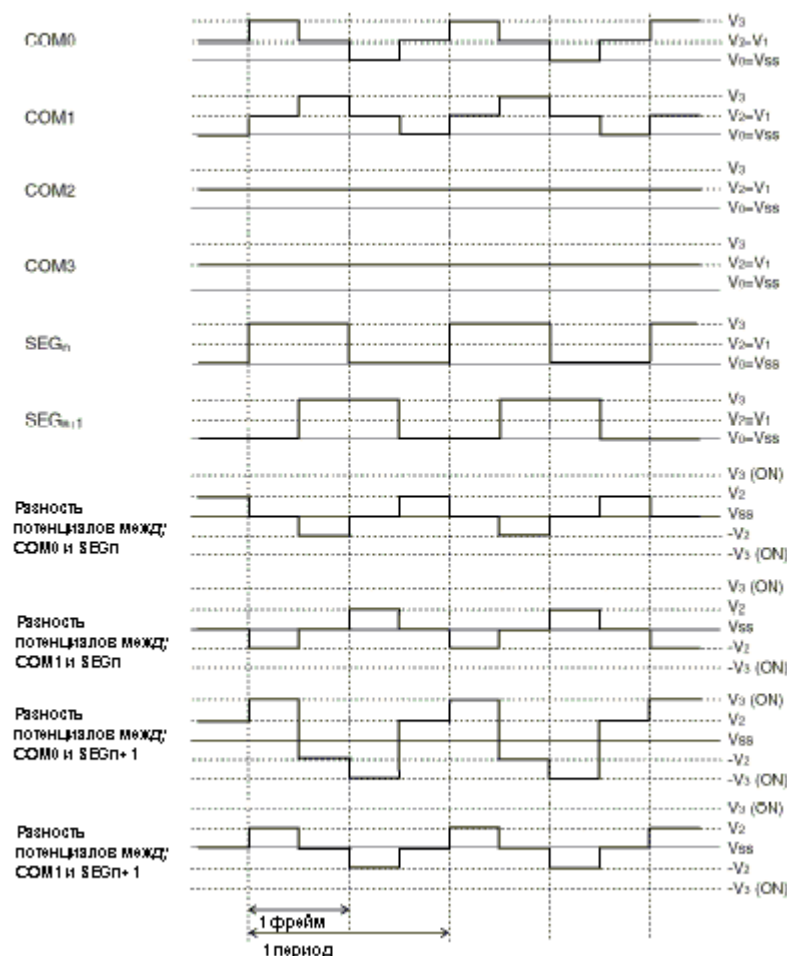 COM0
V3
V2=V1
V0=VSS
COM1
V3
V2=V1
V0=VSS
COM2
V3
V2=V1
V0=VSS
COM3
V3
V2=V1
V0=VSS
SEGn
V3
V2=V1
V0=VSS
SEGn+1
V3
V2=V1
V0=VSS
Разность
потенциалов между
COM0 и SEGn
V3 (ON)
V2
VSS
-V2
-V3 (ON)
Разность
потенциалов между
COM1 и SEGn
V3 (ON)
V2
VSS
-V2
-V3 (ON)
Разность
потенциалов между
COM0 и SEGn+1
V3 (ON)
V2
VSS
-V2
-V3 (ON)
Разность
потенциалов между
COM1 и SEGn+1
V3 (ON)
V2
VSS
-V2
-V3 (ON)
1 фрейм
1 период